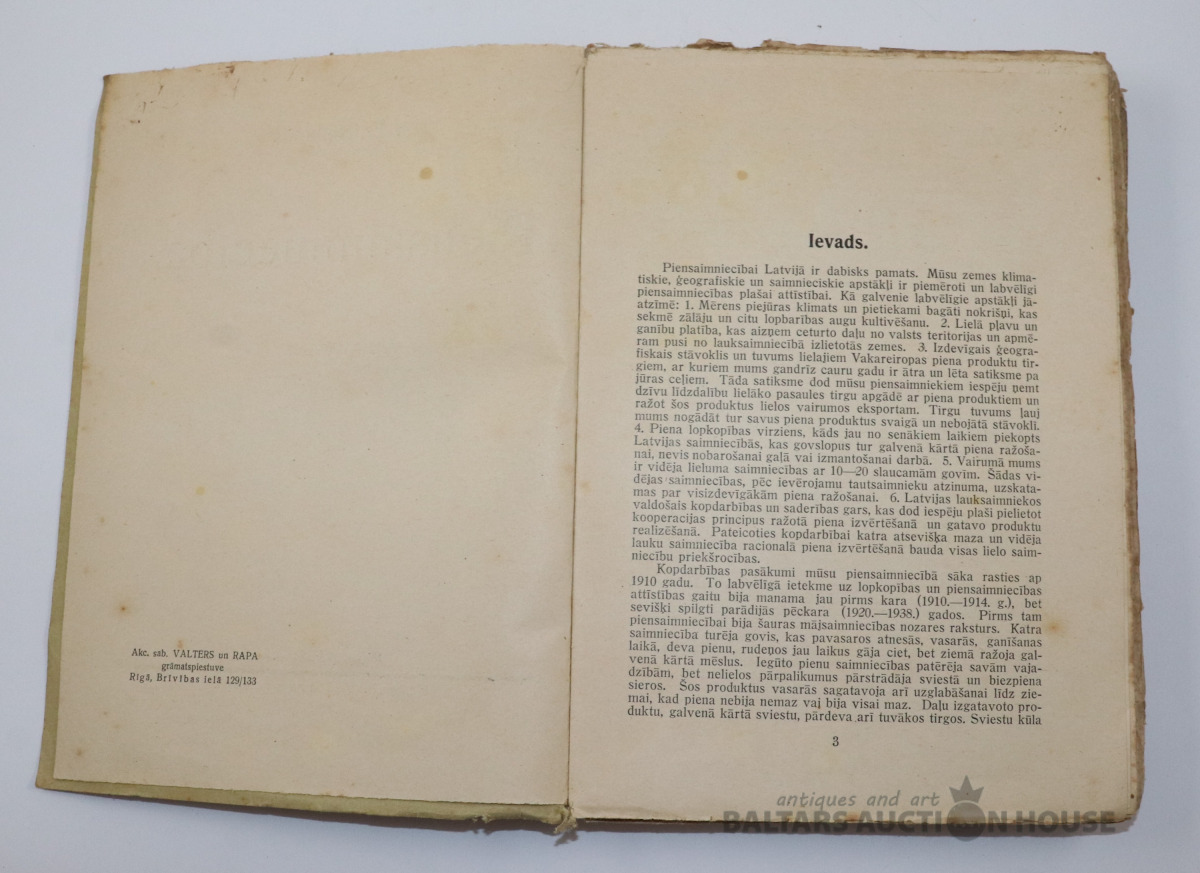 Akc. sab. VALTERS un RAPA
grāmatspiestuve
Rīgā, Brīvības ielā 129/133
Ievads.
Piensaimniecībai Latvijā ir dabisks pamats. Mūsu zemes klima-
tiskie, ģeografiskie un saimnieciskie apstākļi ir piemēroti un labvēlīgi
piensaimniecības plašai attīstībai. Kā galvenie labvēlīgie apstākļi jā-
atzīmē: 1. Mērens piejūras klimats un pietiekami bagāti nokrišņi, kas
sekmē zālāju un citu lopbarības augu kultivēšanu. 2. Lielā pļavu un
ganību platība, kas aizņem ceturto daļu no valsts teritorijas un apmē-
ram pusi no lauksaimniecībā izlietotās zemes. 3. Izdevīgais ģeogra-
fiskais stāvoklis un tuvums lielajiem Vakareiropas piena produktu tir-
giem, ar kuriem mums gandrīz cauru gadu ir ātra un lēta satiksme pa
jūras ceļiem. Tāda satiksme dod mūsu piensaimniekiem iespēju ņemt
dzīvu līdzdalību lielāko pasaules tirgu apgādē ar piena produktiem un
ražot šos produktus lielos vairumos eksportam. Tirgu tuvums ļauj
mums nogādāt tur savus piena produktus svaigā un nebojātā stāvoklī.
4. Piena lopkopības virziens, kāds jau no senākiem laikiem piekopts
Latvijas saimniecībās, kas govslopus tur galvenā kārtā piena ražoša-
nai, nevis nobarošanai gaļā vai izmantošanai darbā. 5. Vairumā mums
ir vidēja lieluma saimniecības ar 10—20 slaucamām govīm. Šādas vi-
dējas saimniecības, pēc ievērojamu tautsaimnieku atzinuma, uzskata-
mas par visizdevīgākām piena ražošanai. 6. Latvijas lauksaimniekos
valdošais kopdarbības un saderības gars, kas dod iespēju plaši pielietot
kooperacijas principus ražotā piena izvērtēšanā un gatavo produktu
realizēšanā. Pateicoties kopdarbībai katra atsevišķa maza un vidēja
lauku saimniecība racionalā piena izvērtēšanā bauda visas lielo saim-
niecību priekšrocības.
Kopdarbības pasākumi mūsu piensaimniecībā sāka rasties ap
1910 gadu. To labvēlīgā ietekme uz lopkopības un piensaimniecības
attīstības gaitu bija manama jau pirms kara (1910.—1914. g.), bet
sevišķi spilgti parādījās pēckara (1920.—1938.) gados. Pirms tam
piensaimniecībai bija šauras mājsaimniecības nozares raksturs. Katra
saimniecība turēja govis, kas pavasaros atnesās, vasarās, ganīšanas
laikā, deva pienu, rudeņos jau laikus gāja ciet, bet ziemā ražoja gal-
venā kārtā mēslus. Iegūto pienu saimniecības patērēja savām vaja-
dzībām, bet nelielos pārpalikumus pārstrādāja sviestā un biezpiena
sieros. Šos produktus vasarās sagatavoja arī uzglabāšanai līdz zie-
mai, kad piena nebija nemaz vai bija visai maz. Daļu izgatavoto pro-
duktu, galvenā kārtā sviestu, pārdeva arī tuvākos tirgos. Sviestu kūla
3
antiques and art
BALTARS AUCTION HOUSE